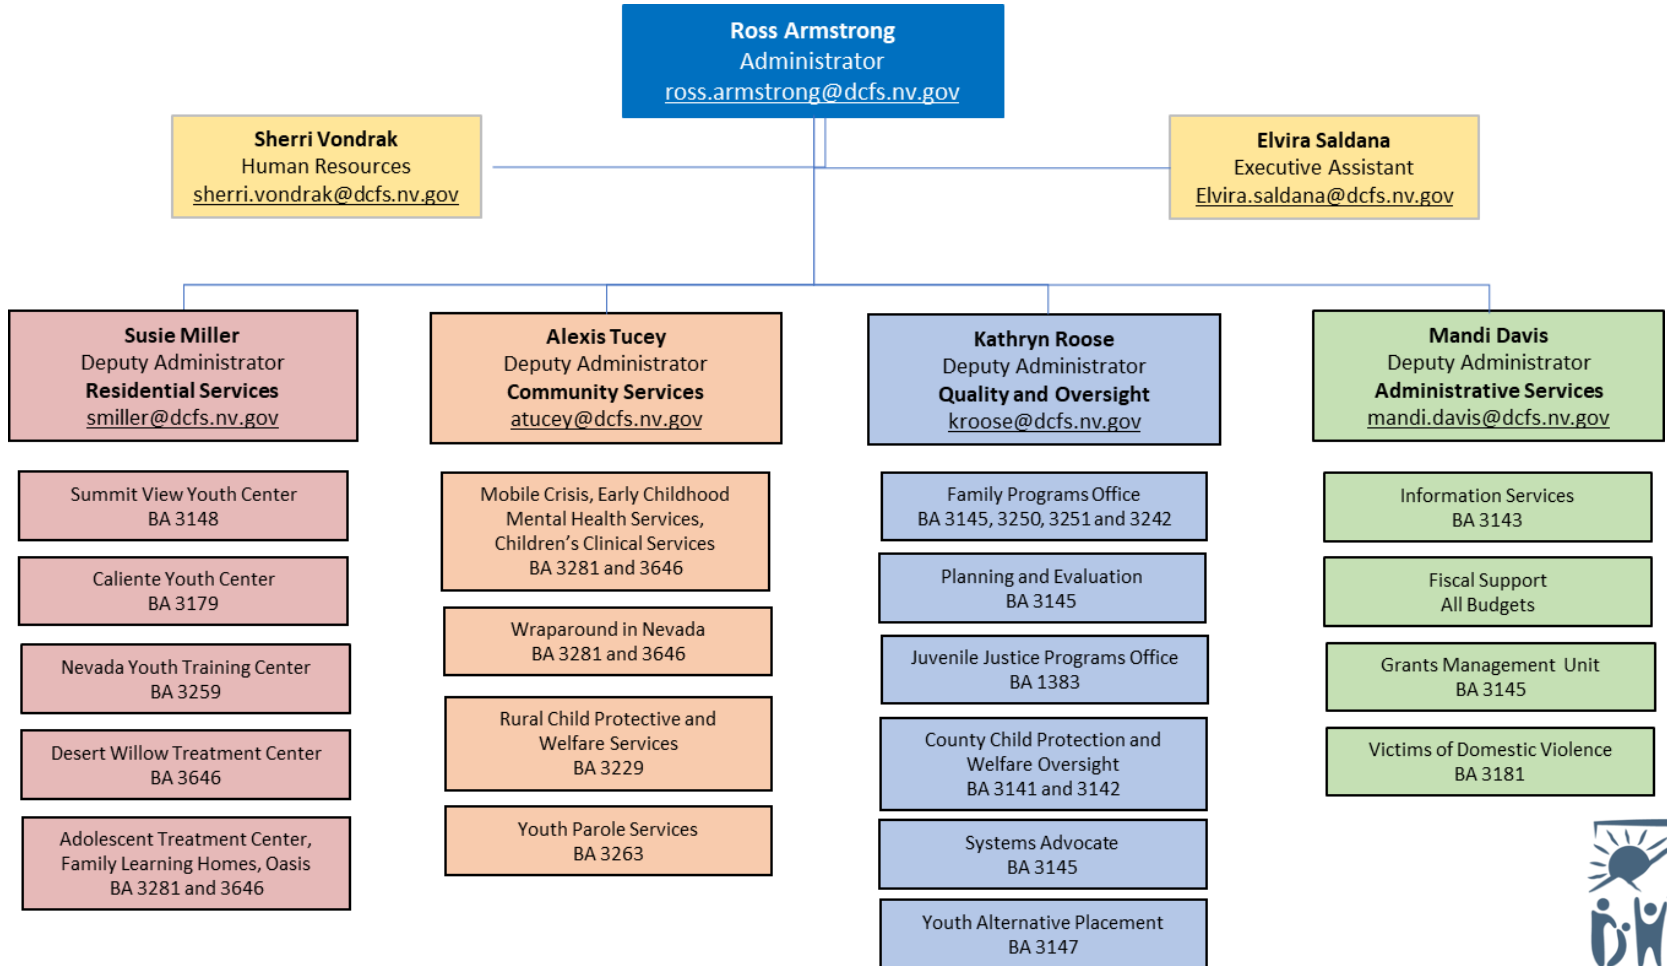 Ross Armstrong
Administrator
ross.armstrong@dcfs.nv.gov
Sherri Vondrak
Human Resources
sherri.vondrak@dcfs.nv.gov
Elvira Saldana
Executive Assistant
Elvira.saldana@dcfs.nv.gov
Susie Miller
Deputy Administrator
Residential Services
smiller@dcfs.nv.gov
Summit View Youth Center
BA 3148
Caliente Youth Center
BA 3179
Nevada Youth Training Center
BA 3259
Desert Willow Treatment Center
BA 3646
Adolescent Treatment Center,
Family Learning Homes, Oasis
BA 3281 and 3646
Alexis Tucey
Deputy Administrator
Community Services
atucey@dcfs.nv.gov
Mobile Crisis, Early Childhood
Mental Health Services,
Children’s Clinical Services
BA 3281 and 3646
Wraparound in Nevada
BA 3281 and 3646
Rural Child Protective and
Welfare Services
BA 3229
Youth Parole Services
BA 3263
Kathryn Roose
Deputy Administrator
Quality and Oversight
kroose@dcfs.nv.gov
Family Programs Office
BA 3145, 3250, 3251 and 3242
Planning and Evaluation
BA 3145
Juvenile Justice Programs Office
BA 1383
County Child Protection and
Welfare Oversight
BA 3141 and 3142
Systems Advocate
BA 3145
Youth Alternative Placement
BA 3147
Mandi Davis
Deputy Administrator
Administrative Services
mandi.davis@dcfs.nv.gov
Information Services
BA 3143
Fiscal Support
All Budgets
Grants Management Unit
BA 3145
Victims of Domestic Violence
BA 3181